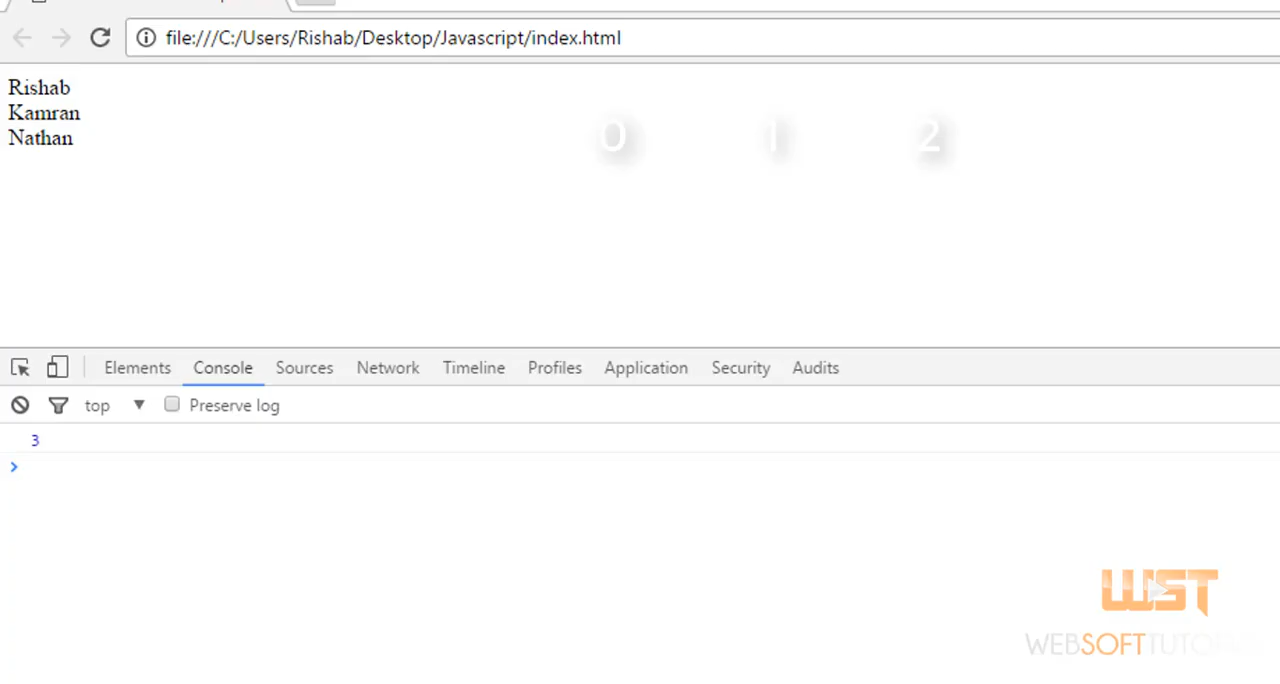 file:///C:/Users/Rishab/Desktop/Javascript/index.html
Rishab
Kamran
Nathan
0 1 2
Elements Console Sources Network Timeline Profiles Application Security Audits
top Preserve log
3
WST
WEBSOFT